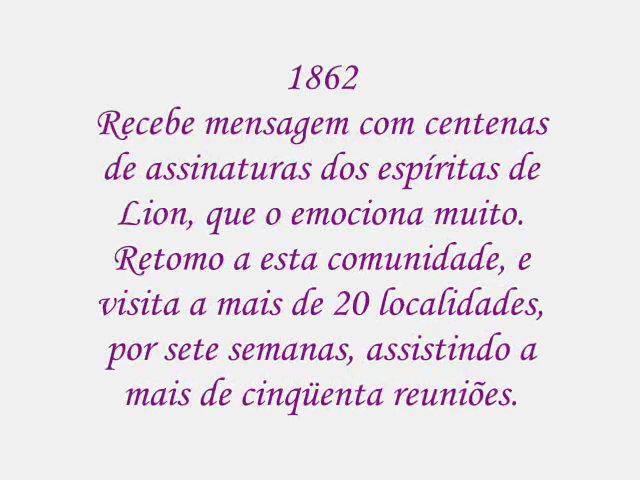 1862
Recebe mensagem com centenas
de assinaturas dos espíritas de
Lion, que o emociona muito.
Retomo a esta comunidade, e
visita a mais de 20 localidades,
por sete semanas, assistindo a
mais de cinqüenta reuniões.